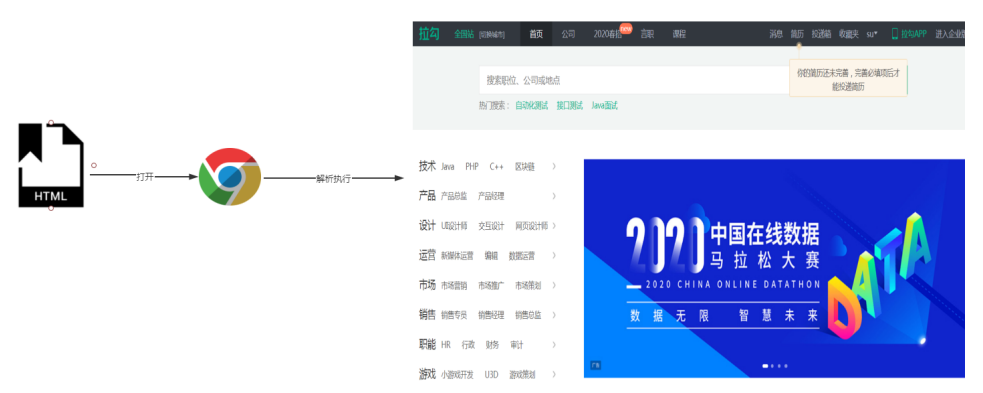 HTML
打开
解析执行
拉勾 全国站 [切换城市] 首页 公司 2020春招 new 言职 课程 消息 简历 投递箱 收藏夹 su 拉勾APP 进入企业版
你的简历还未完善，完善必填项后才
能投递简历
搜索职位、公司或地点
热门搜索： 自动化测试 接口测试 Java面试
技术 Java PHP C++ 区块链
产品 产品总监 产品经理
设计 UI设计师 交互设计 网页设计师
运营 新媒体运营 编辑 数据运营
市场 市场营销 市场推广 市场策划
销售 销售专员 销售经理 销售总监
职能 HR 行政 财务 审计
游戏 小游戏开发 U3D 游戏策划
2020 中国在线数据
马拉松大赛
2020 CHINA ONLINE DATATHON
数据无限 智慧未来
DATA
广告